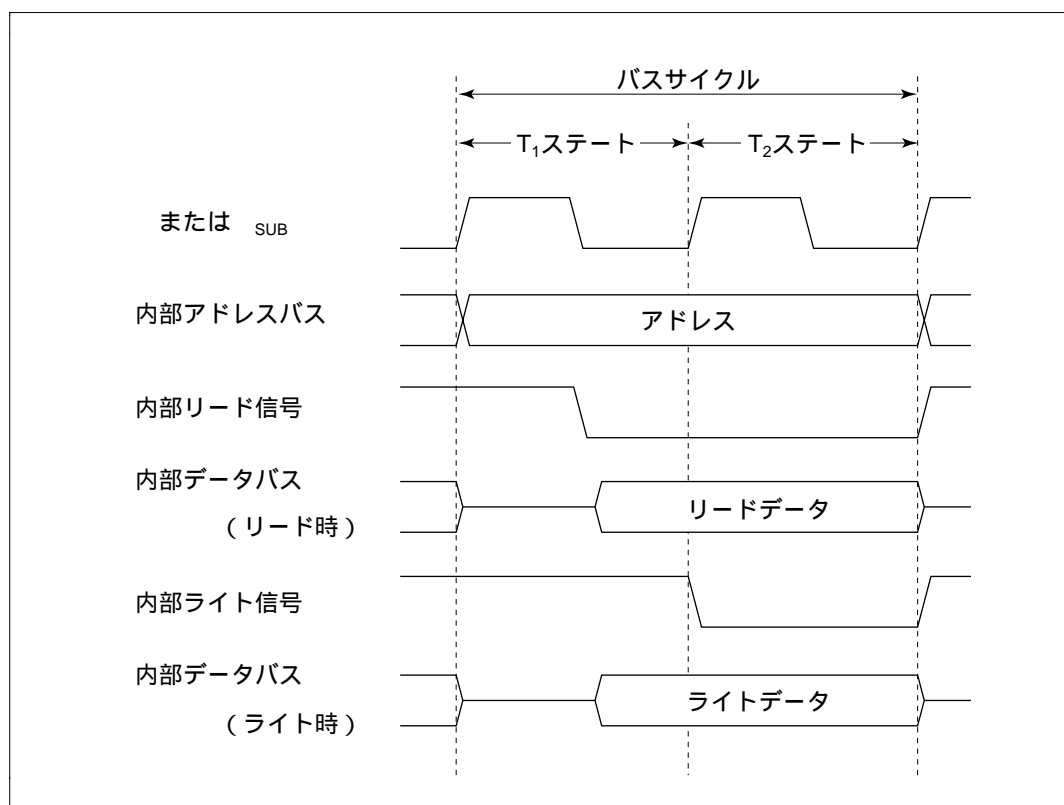 バスサイクル
T₁ステート T₂ステート
または SUB
内部アドレスバス アドレス
内部リード信号
内部データバス
(リード時) リードデータ
内部ライト信号
内部データバス
(ライト時) ライトデータ